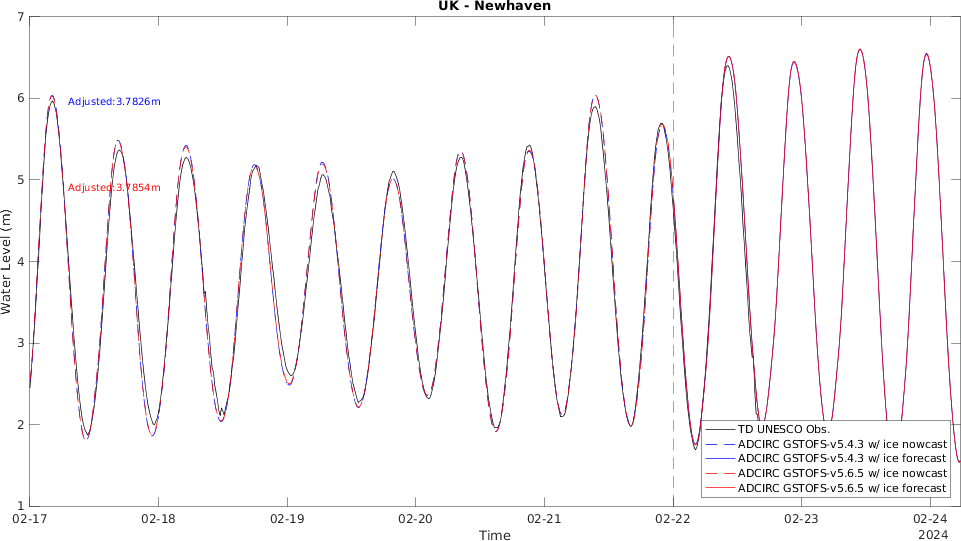 UK - Newhaven
7
6
5
4
3
2
1
Water Level (m)
Adjusted:3.7826m
Adjusted:3.7854m
TD UNESCO Obs.
ADCIRC GSTOFS-v5.4.3 w/ ice nowcast
ADCIRC GSTOFS-v5.4.3 w/ ice forecast
ADCIRC GSTOFS-v5.6.5 w/ ice nowcast
ADCIRC GSTOFS-v5.6.5 w/ ice forecast
02-17 02-18 02-19 02-20 02-21 02-22 02-23 02-24
Time
2024